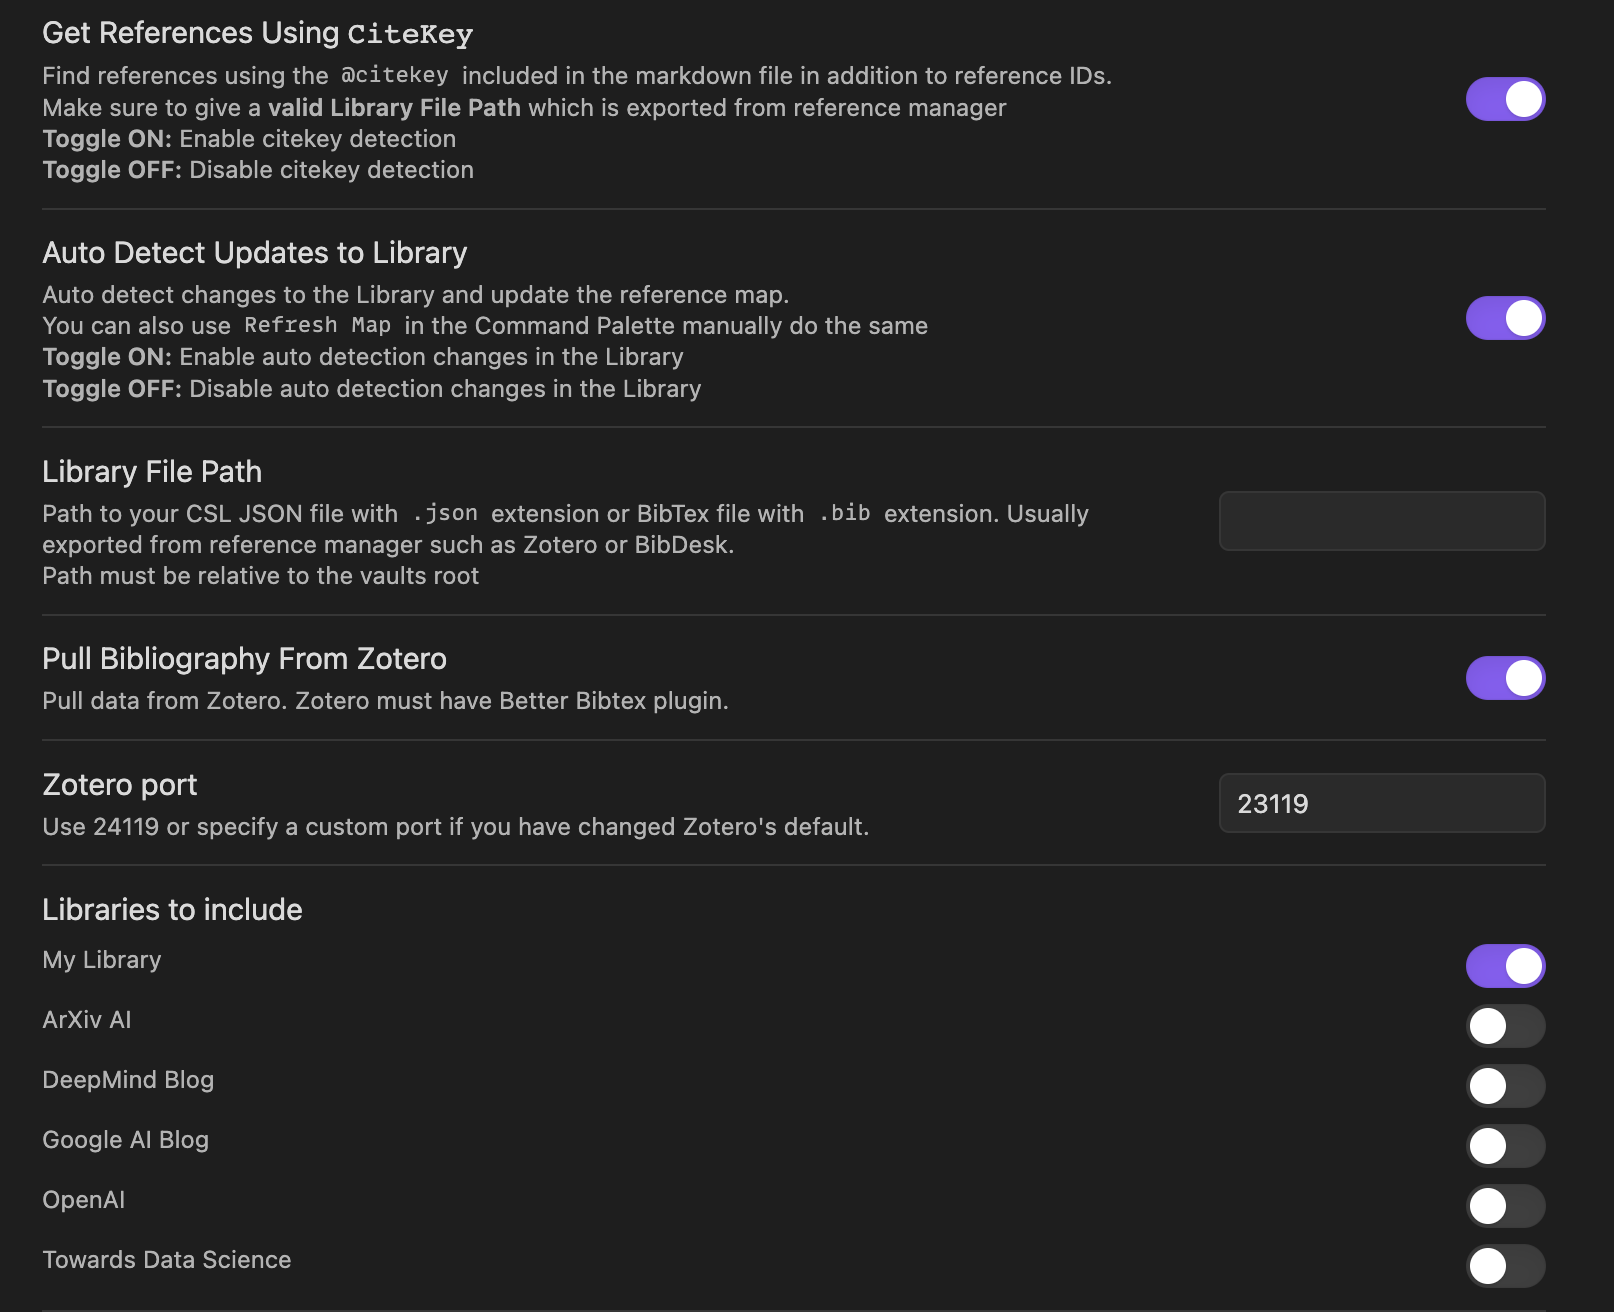 Get References Using CiteKey
Find references using the @citekey included in the markdown file in addition to reference IDs.
Make sure to give a valid Library File Path which is exported from reference manager
Toggle ON: Enable citekey detection
Toggle OFF: Disable citekey detection
Auto Detect Updates to Library
Auto detect changes to the Library and update the reference map.
You can also use Refresh Map in the Command Palette manually do the same
Toggle ON: Enable auto detection changes in the Library
Toggle OFF: Disable auto detection changes in the Library
Library File Path
Path to your CSL JSON file with .json extension or BibTex file with .bib extension. Usually
exported from reference manager such as Zotero or BibDesk.
Path must be relative to the vaults root
Pull Bibliography From Zotero
Pull data from Zotero. Zotero must have Better Bibtex plugin.
Zotero port
Use 24119 or specify a custom port if you have changed Zotero's default.
23119
Libraries to include
My Library
ArXiv AI
DeepMind Blog
Google AI Blog
OpenAI
Towards Data Science